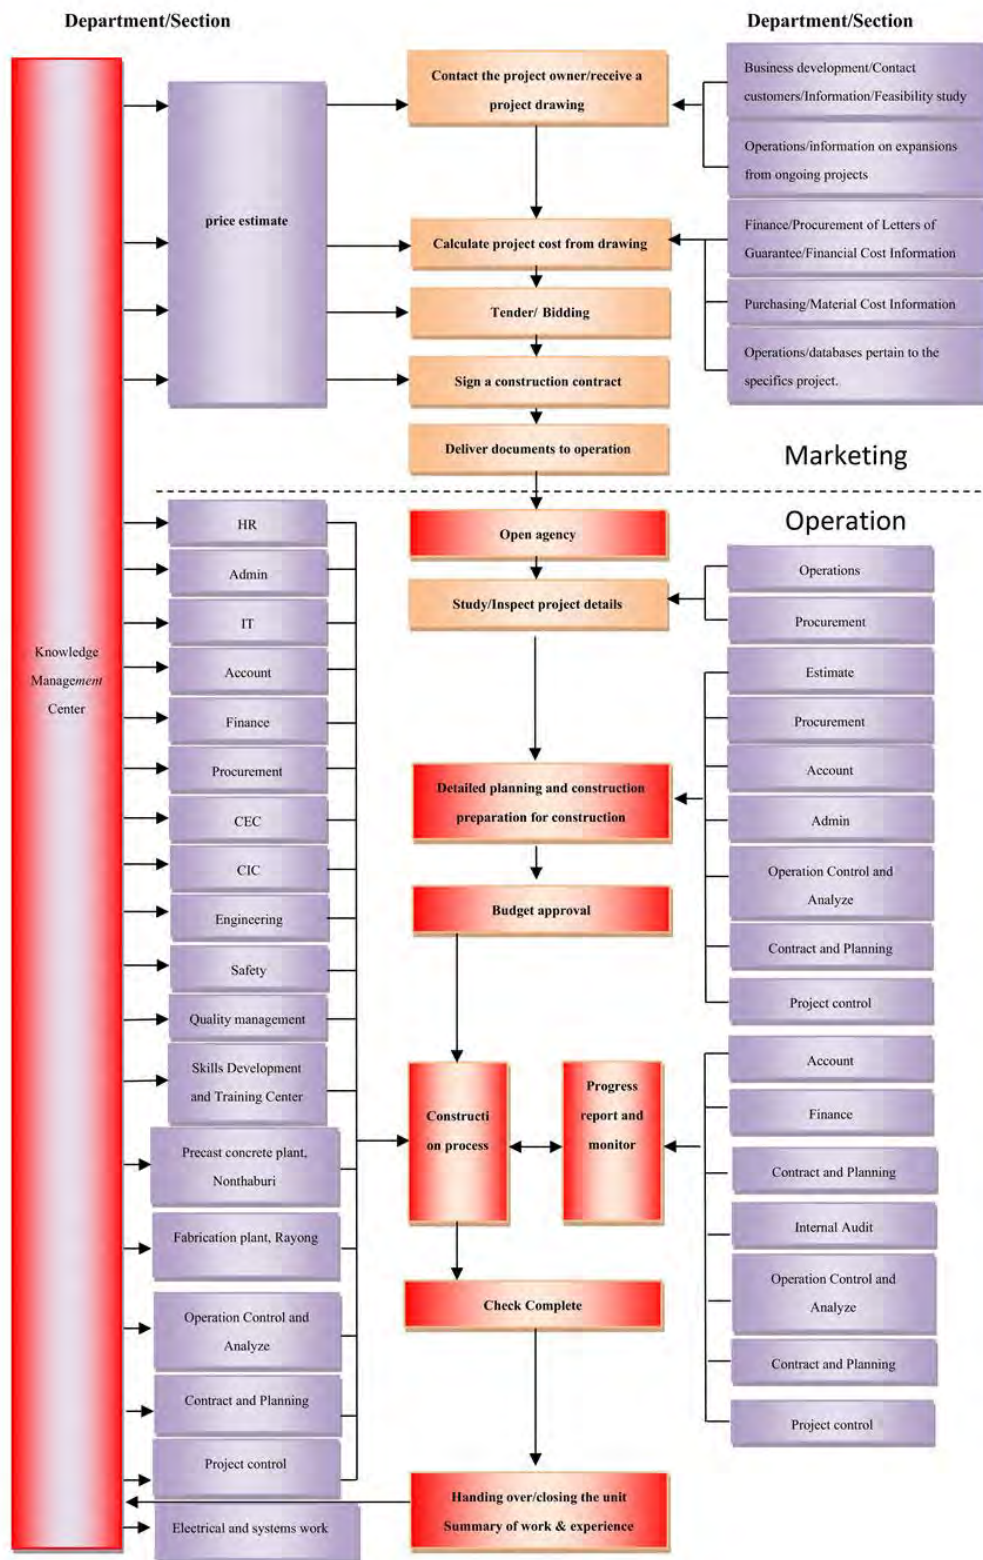 Department/Section
Department/Section
Contact the project owner/receive a
project drawing
Business development/Contact
customers/Information/Feasibility study
Operations/information on expansions
from ongoing projects
price estimate
Calculate project cost from drawing
Finance/Procurement of Letters of
Guarantee/Financial Cost Information
Tender/ Bidding
Purchasing/Material Cost Information
Sign a construction contract
Operations/databases pertain to the
specifics project.
Deliver documents to operation
Marketing
Operation
Knowledge
Management
Center
HR
Admin
IT
Account
Finance
Procurement
CEC
CIC
Engineering
Safety
Quality management
Skills Development
and Training Center
Precast concrete plant,
Nonthaburi
Fabrication plant, Rayong
Operation Control and
Analyze
Contract and Planning
Project control
Electrical and systems work
Open agency
Study/Inspect project details
Detailed planning and construction
preparation for construction
Budget approval
Constructi
on process
Progress
report and
monitor
Check Complete
Handing over/closing the unit
Summary of work & experience
Operations
Procurement
Estimate
Procurement
Account
Admin
Operation Control and
Analyze
Contract and Planning
Project control
Account
Finance
Contract and Planning
Internal Audit
Operation Control and
Analyze
Contract and Planning
Project control